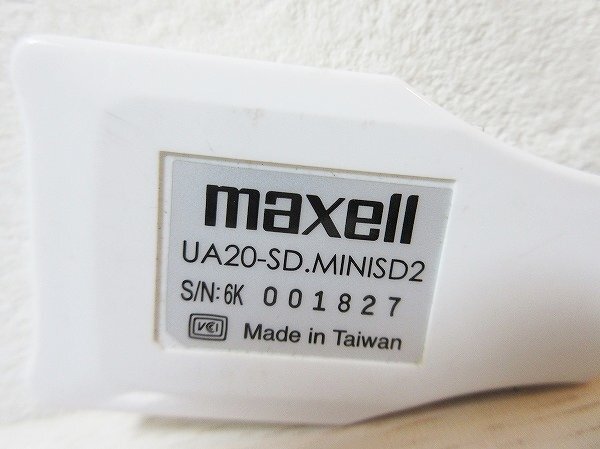 maxell
UA20-SD.MINISD2
S/N: 6K 001827
VCI Made in Taiwan